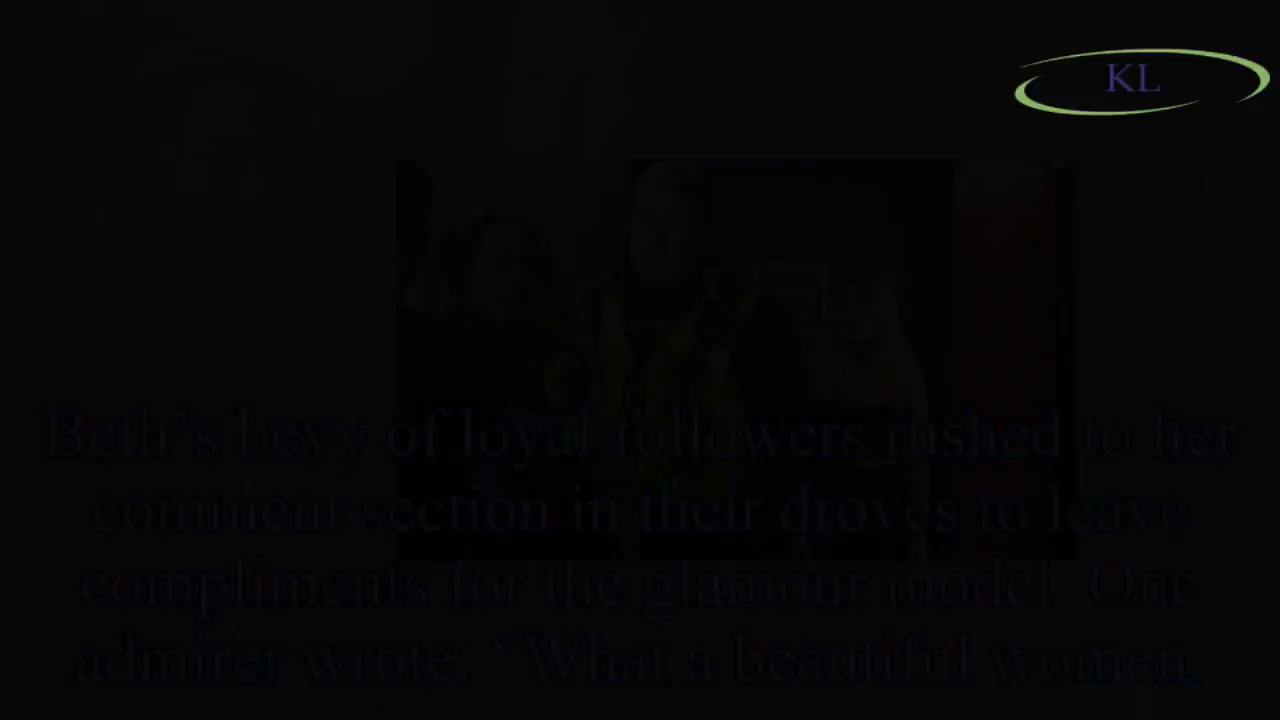 KL
Beth's bevy of loyal followers rushed to her
comment section in their droves to leave
compliments for the glamour model. One
admirer wrote: "What a beautiful women.